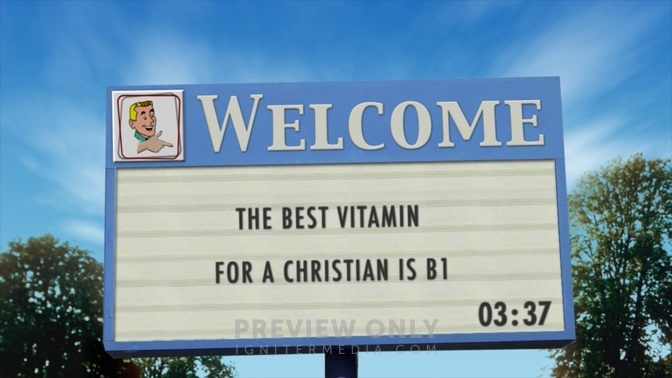 WELCOME
THE BEST VITAMIN
FOR A CHRISTIAN IS B1
03:37
PREVIEW ONLY
IGNITERMEDIA.COM